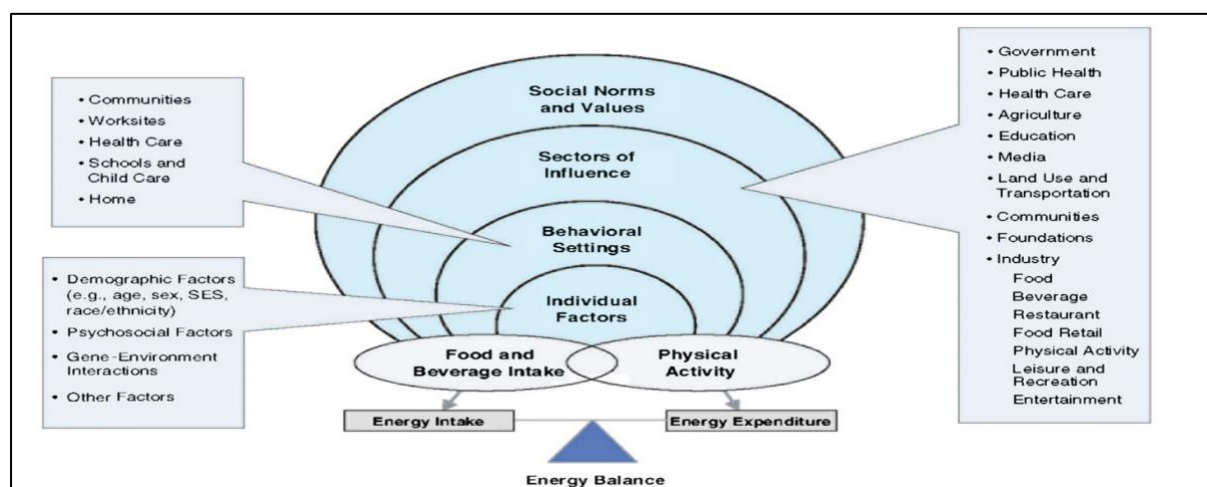 • Communities
• Worksites
• Health Care
• Schools and
Child Care
• Home
• Demographic Factors
(e.g., age, sex, SES,
race/ethnicity)
• Psychosocial Factors
• Gene-Environment
Interactions
• Other Factors
Social Norms
and Values
Sectors of
Influence
Behavioral
Settings
Individual
Factors
Food and
Beverage Intake
Physical
Activity
Energy Intake
Energy Expenditure
Energy Balance
• Government
• Public Health
• Health Care
• Agriculture
• Education
• Media
• Land Use and
Transportation
• Communities
• Foundations
• Industry
Food
Beverage
Restaurant
Food Retail
Physical Activity
Leisure and
Recreation
Entertainment